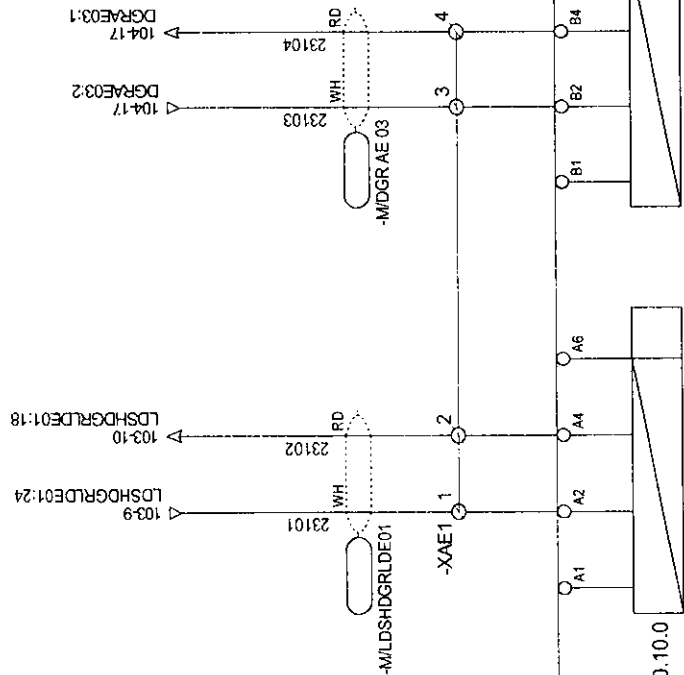 LDSHDGRLDE01:24
103-9
LDSHDGRLDE01:18
103-10
DGRAE03:2
104-17
DGRAE03:1
104-17
23101
WH
23102
RD
23103
WH
23104
RD
-M/LDSHDGRLDE01
-M/DGR AE 03
-XAE1
1
2
3
4
A1
A2
A4
A6
B1
B2
B4
0.10.0